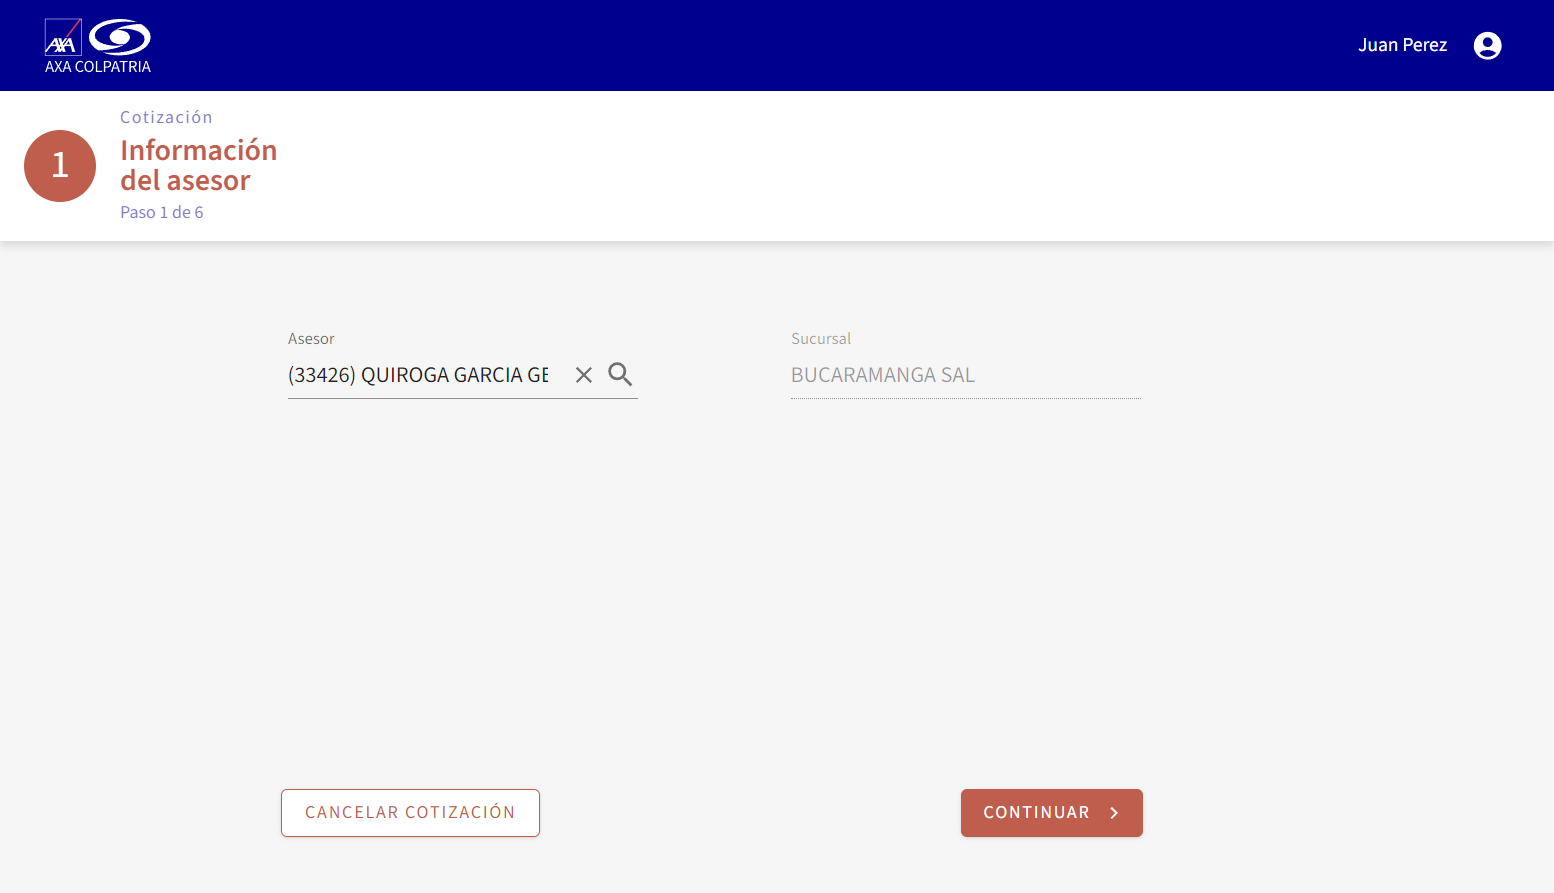 AXA
AXA COLPATRIA
Juan Perez
1
Cotización
Información
del asesor
Paso 1 de 6
Asesor
(33426) QUIROGA GARCIA GE
Sucursal
BUCARAMANGA SAL
CANCELAR COTIZACIÓN
CONTINUAR